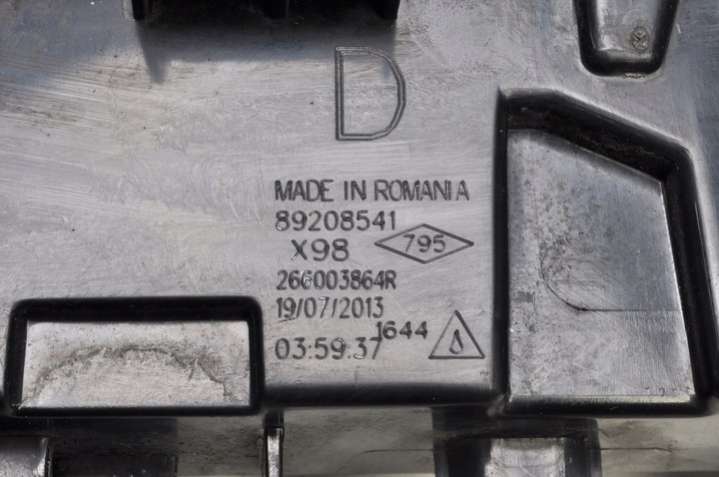 D
MADE IN ROMANIA
89208541
X98 795
266003864R
19/07/2013
03:59:37 1644